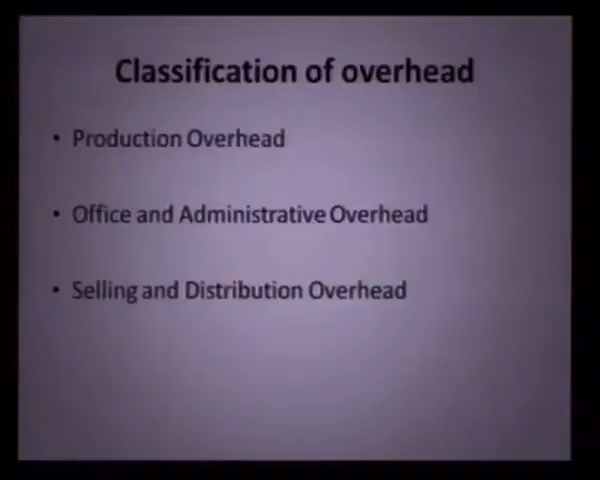 Classification of overhead
• Production Overhead
• Office and Administrative Overhead
• Selling and Distribution Overhead